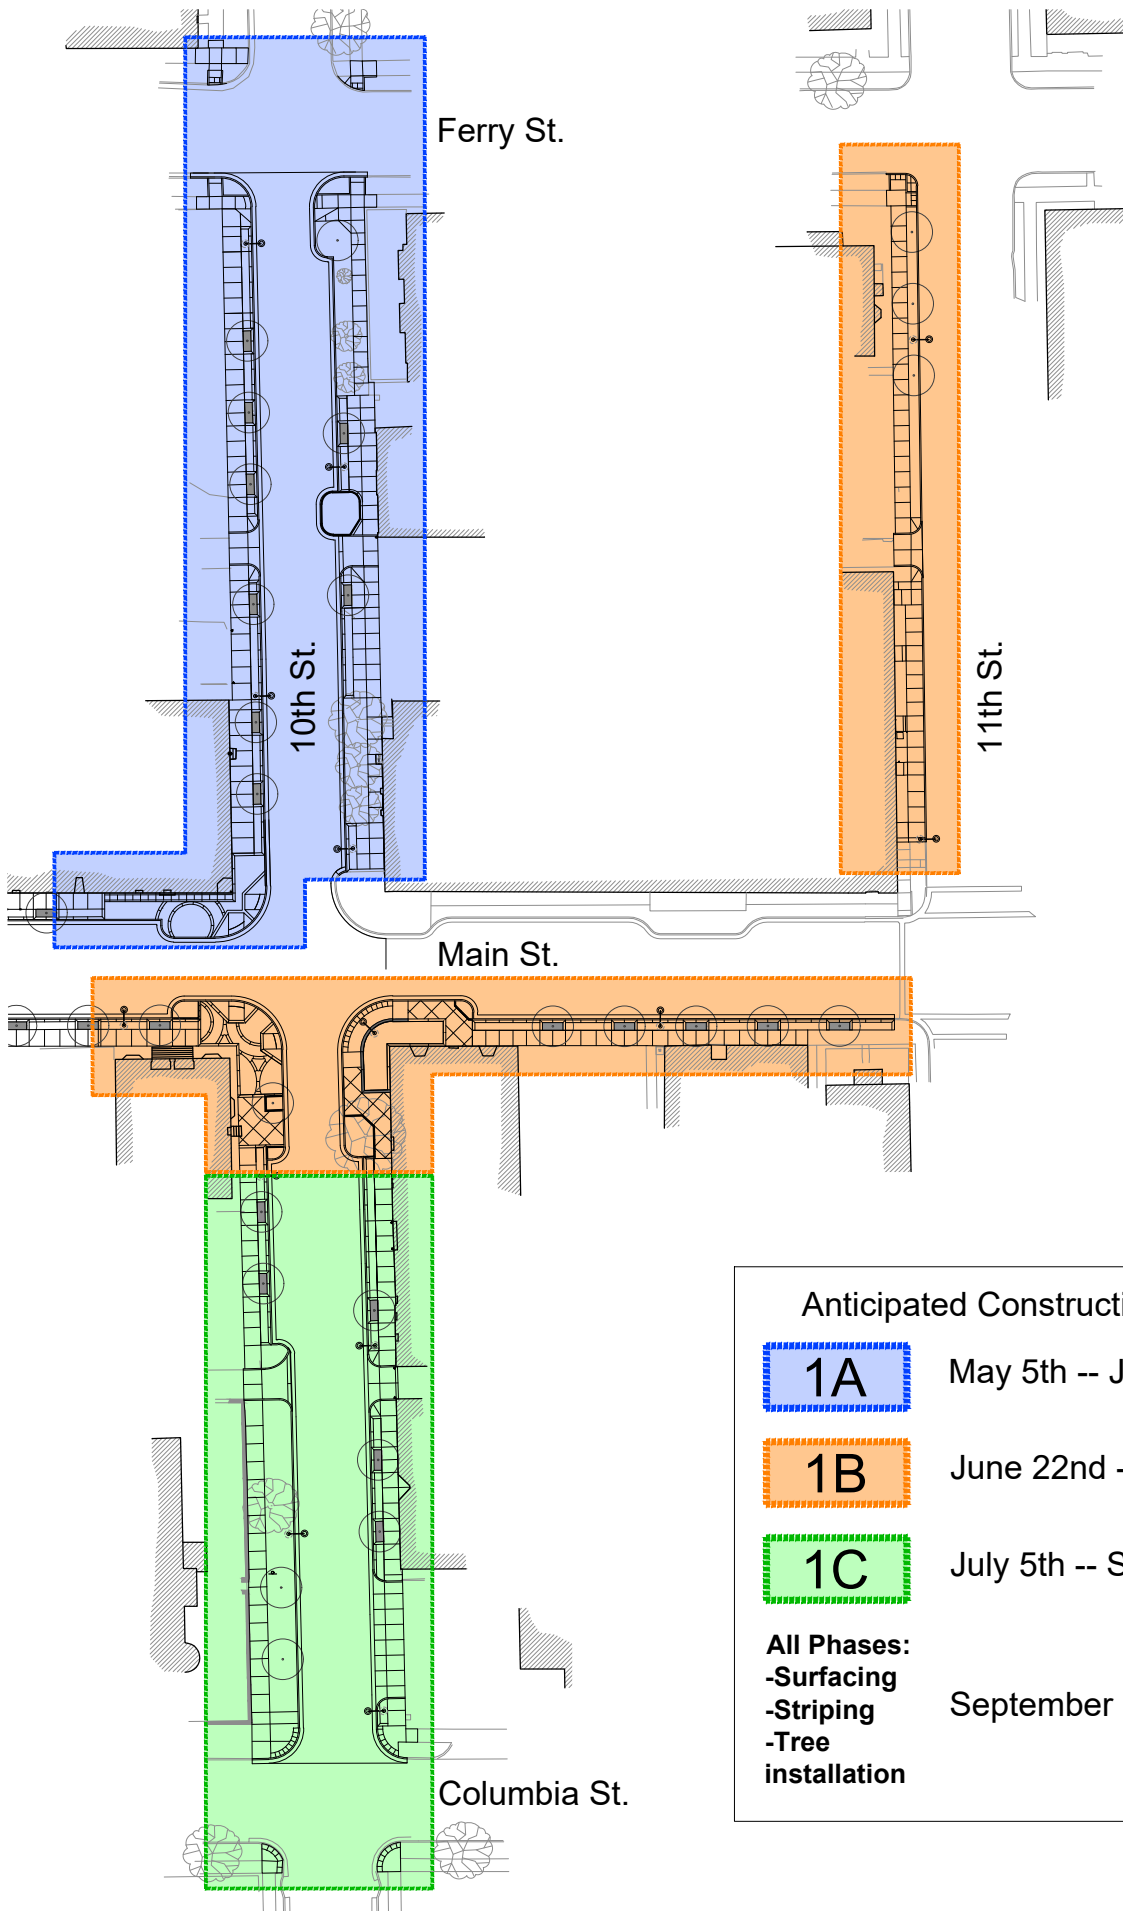 Ferry St.
10th St.
11th St.
Main St.
Columbia St.
Anticipated
1A
May 5th --
1B
June 22nd
1C
July 5th --
All Phases:
-Surfacing
-Striping
-Tree
installation
September